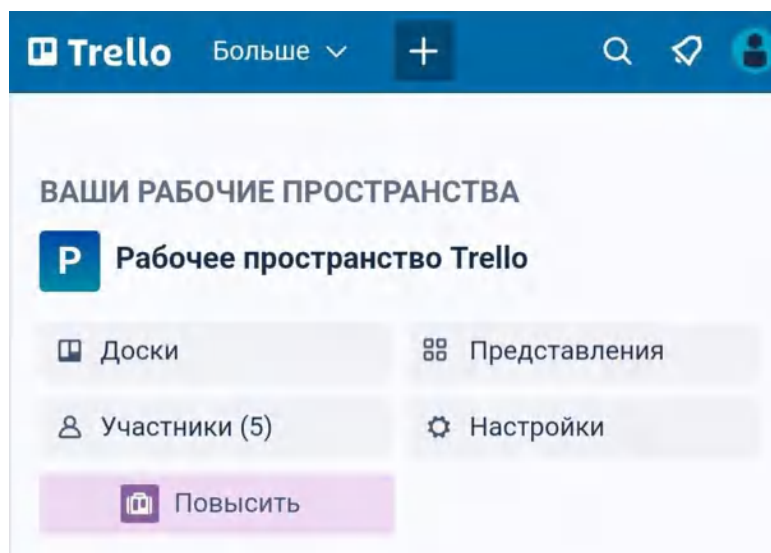 Trello Больше +
ВАШИ РАБОЧИЕ ПРОСТРАНСТВА
Р Рабочее пространство Trello
Доски Представления
Участники (5) Настройки
Повысить